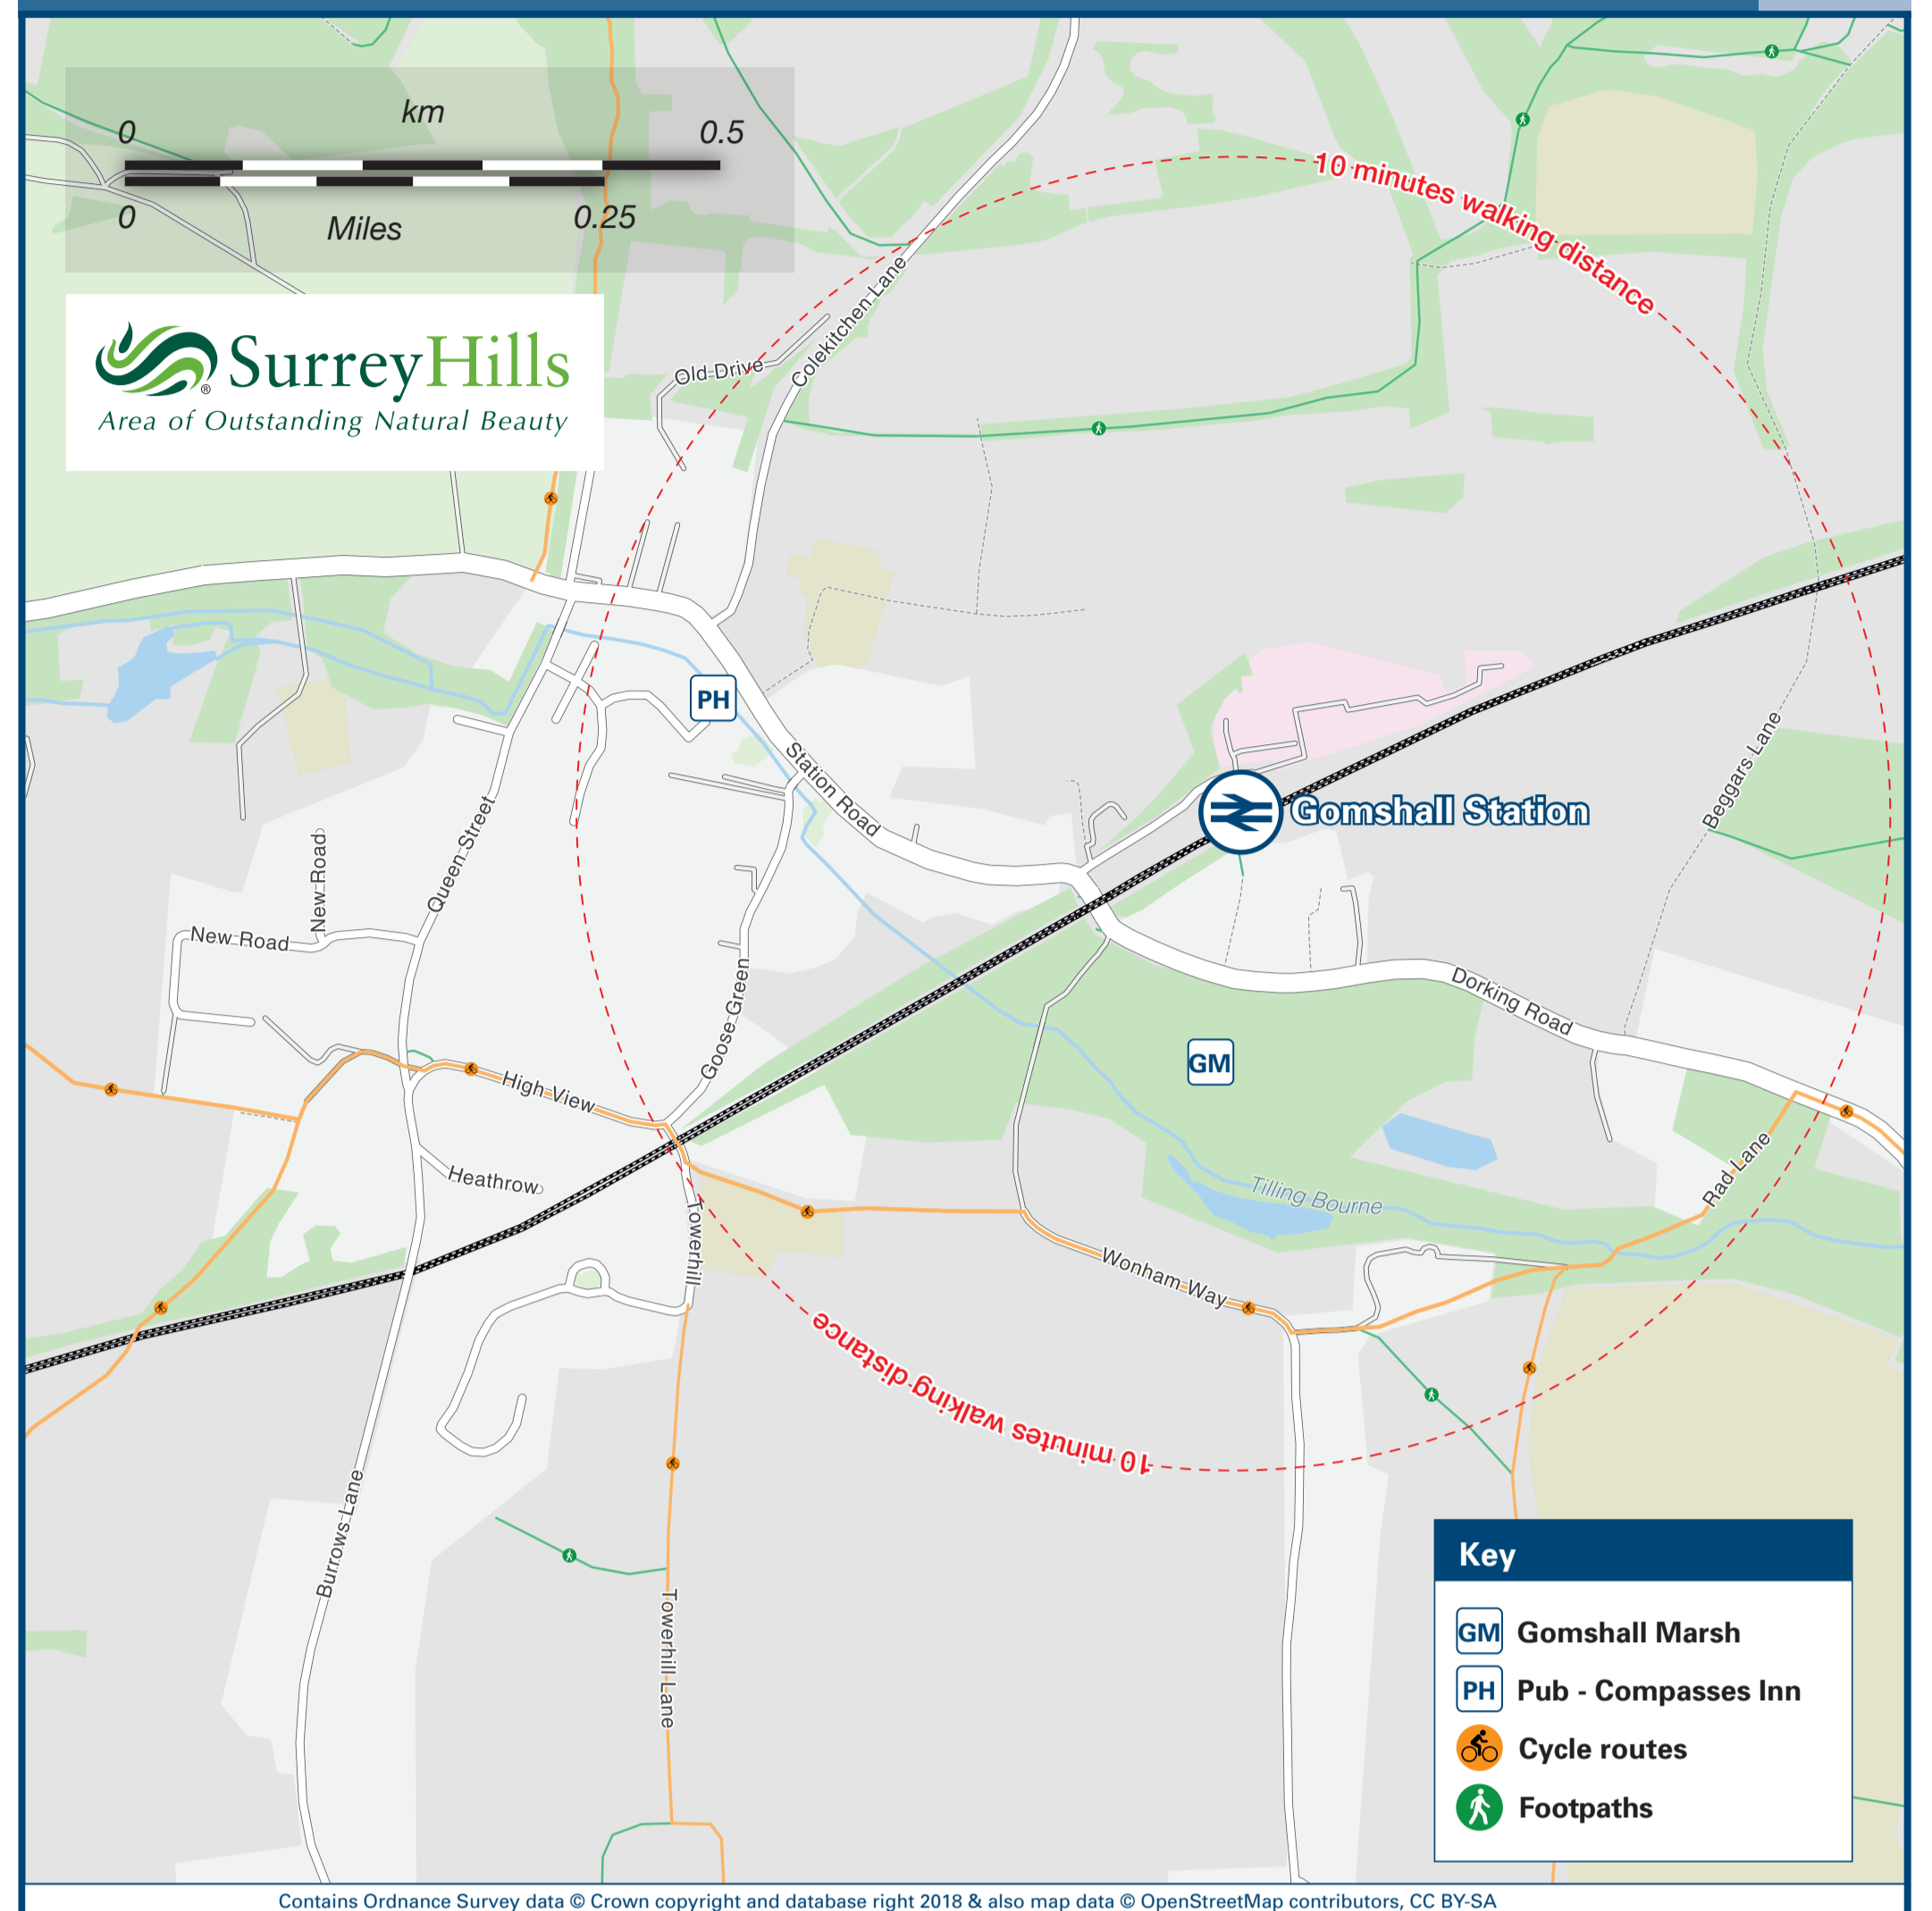 km
0
0.5
0
Miles
0.25
SurreyHills
®
Area of Outstanding Natural Beauty
10 minutes walking distance
Colekitchen Lane
Old Drive
PH
Station Road
Gomshall Station
Beggars Lane
Queen Street
New Road
New Road
Goose Green
Dorking Road
GM
High View
Heathrow
Towerhill
Tilling Bourne
Rad Lane
Wonham Way
10 minutes walking distance
Burrows Lane
Towerhill Lane
Key
GM Gomshall Marsh
PH Pub - Compasses Inn
Cycle routes
Footpaths
Contains Ordnance Survey data © Crown copyright and database right 2018 & also map data © OpenStreetMap contributors, CC BY-SA